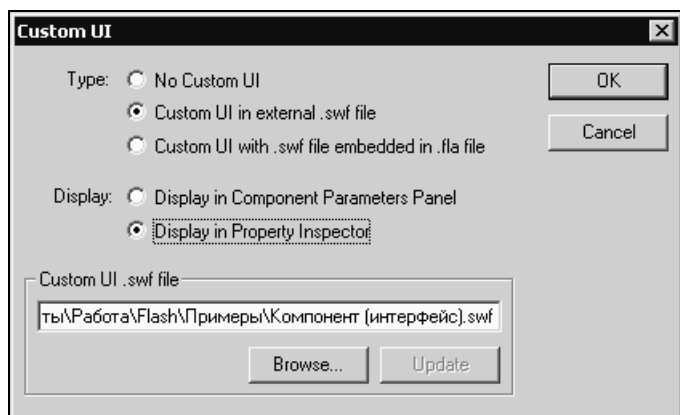 Custom UI
Type: No Custom UI
Custom UI in external .swf file
Custom UI with .swf file embedded in .fla file
OK
Cancel
Display: Display in Component Parameters Panel
Display in Property Inspector
Custom UI .swf file
ты\Работа\Flash\Примеры\Компонент (интерфейс).swf
Browse...
Update